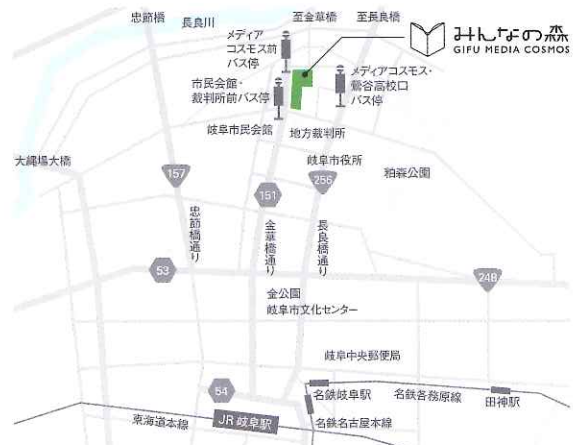 忠節橋
長良川
至金華橋
至長良橋
みんなの森
GIFU MEDIA COSMOS
メディア
コスモス前
バス停
市民会館・
裁判所前バス停
メディアコスモス・
鶯谷高校口
バス停
岐阜市民会館
地方裁判所
大縄場大橋
岐阜市役所
粕森公園
157
151
256
忠節橋通り
金華橋通り
長良橋通り
53
248
金公園
岐阜市文化センター
岐阜中央郵便局
54
名鉄岐阜駅
名鉄各務原線
田神駅
東海道本線
JR 岐阜駅
名鉄名古屋本線